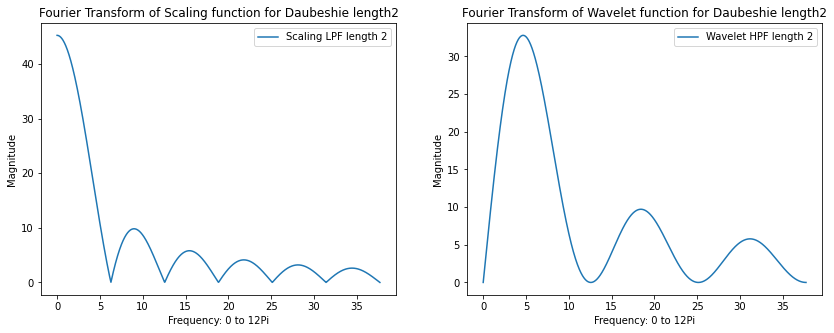 Fourier Transform of Scaling function for Daubeshie length2
Scaling LPF length 2
Magnitude
40
30
20
10
0
0 5 10 15 20 25 30 35
Frequency: 0 to 12Pi
Fourier Transform of Wavelet function for Daubeshie length2
Wavelet HPF length 2
Magnitude
30
25
20
15
10
5
0
0 5 10 15 20 25 30 35
Frequency: 0 to 12Pi